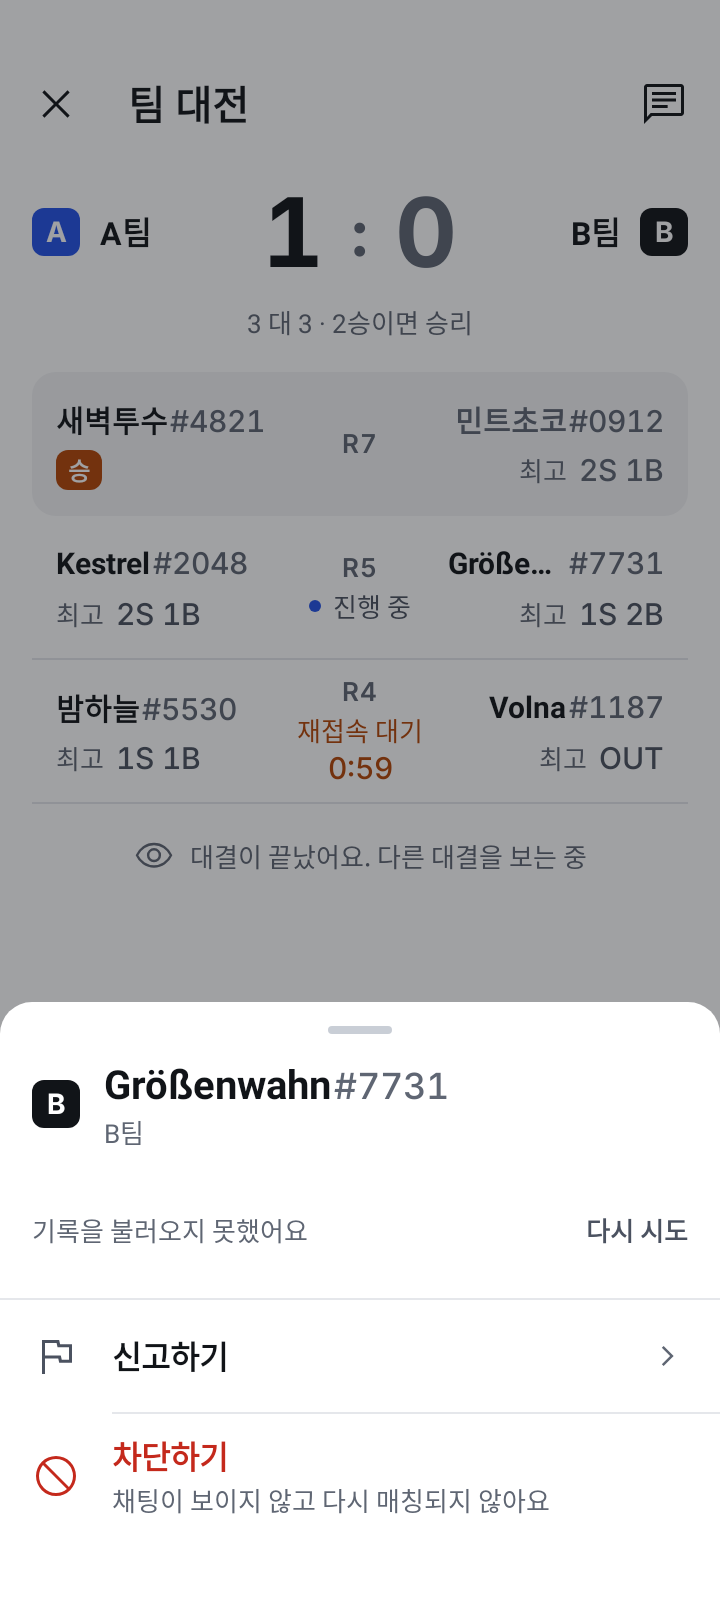 팀 대전
A A팀 1 : 0 B팀 B
3 대 3 · 2승이면 승리
새벽투수#4821 R7 민트초코#0912
승 최고 2S 1B
Kestrel#2048 R5 Größe... #7731
최고 2S 1B 진행 중 최고 1S 2B
밤하늘#5530 R4 Volna#1187
재접속 대기
최고 1S 1B 0:59 최고 OUT
대결이 끝났어요. 다른 대결을 보는 중
B Größenwahn#7731
B팀
기록을 불러오지 못했어요 다시 시도
신고하기
차단하기
채팅이 보이지 않고 다시 매칭되지 않아요